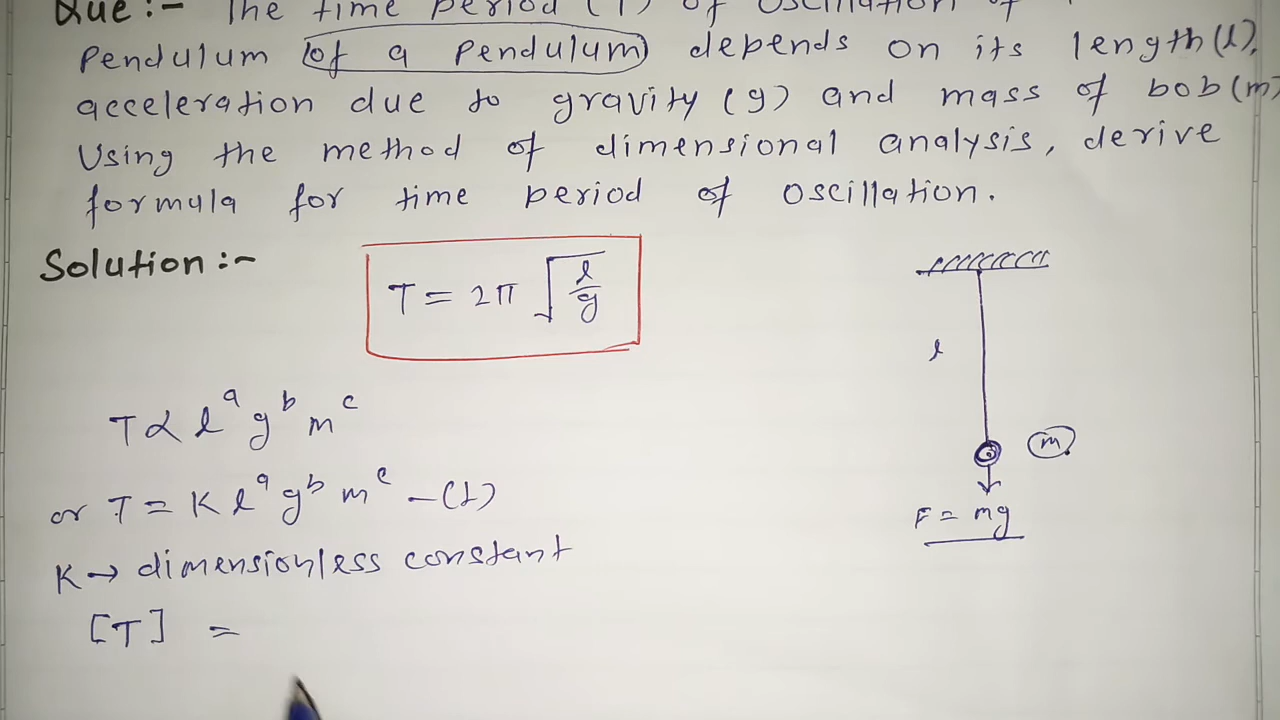 Que :- The time period (T) of oscillation of
Pendulum of a Pendulum depends on its length (l),
acceleration due to gravity (g) and mass of bob (m)
Using the method of dimensional analysis, derive
formula for time period of oscillation.
Solution :-
T = 2π √(l/g)
T ∝ l^a g^b m^c
or T = K l^a g^b m^c – (1)
K → dimensionless constant
[T] =
l
m
F = mg